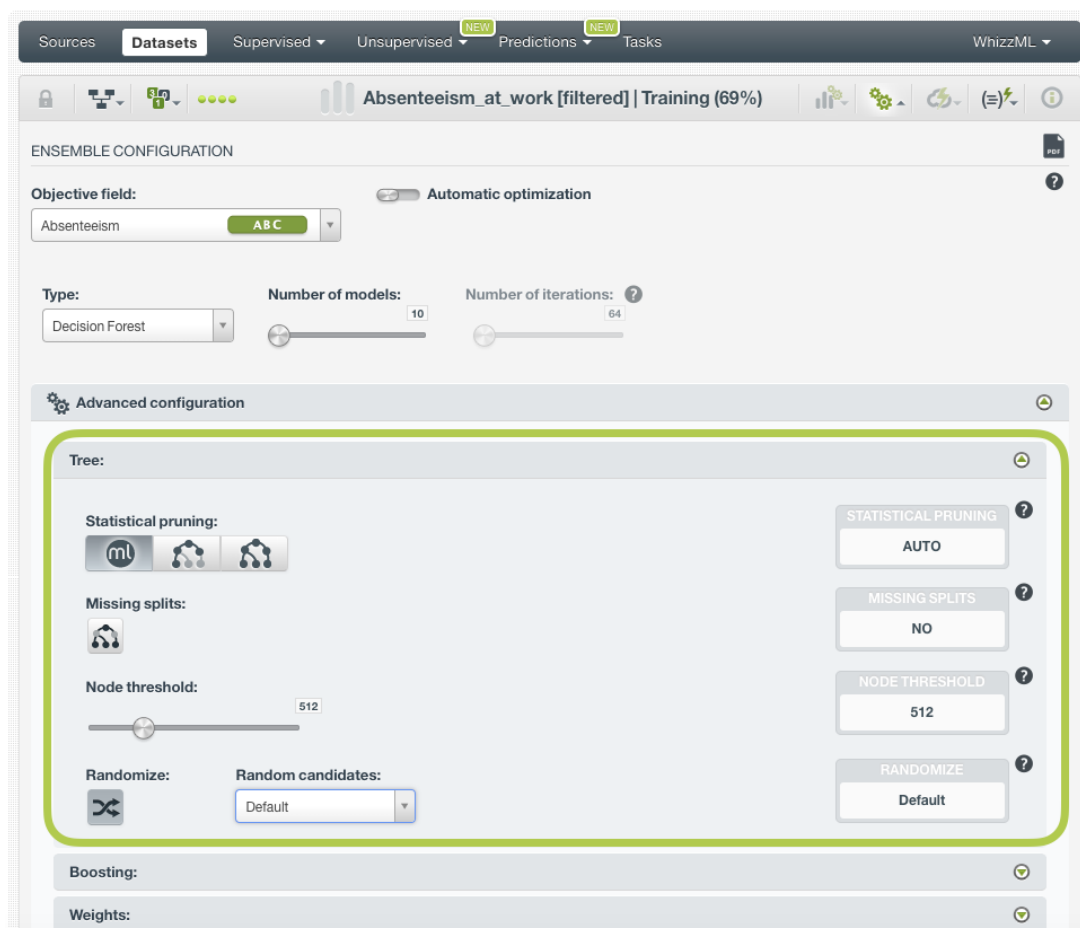 NEW NEW
Sources Datasets Supervised Unsupervised Predictions Tasks WhizzML
Absenteeism_at_work [filtered] | Training (69%)
ENSEMBLE CONFIGURATION
PDF
Objective field: Automatic optimization
Absenteeism ABC
Type: Number of models: Number of iterations:
10 64
Decision Forest
Advanced configuration
Tree:
Statistical pruning: STATISTICAL PRUNING
ml AUTO
Missing splits: MISSING SPLITS
NO
Node threshold: NODE THRESHOLD
512 512
Randomize: Random candidates: RANDOMIZE
Default Default
Boosting:
Weights: